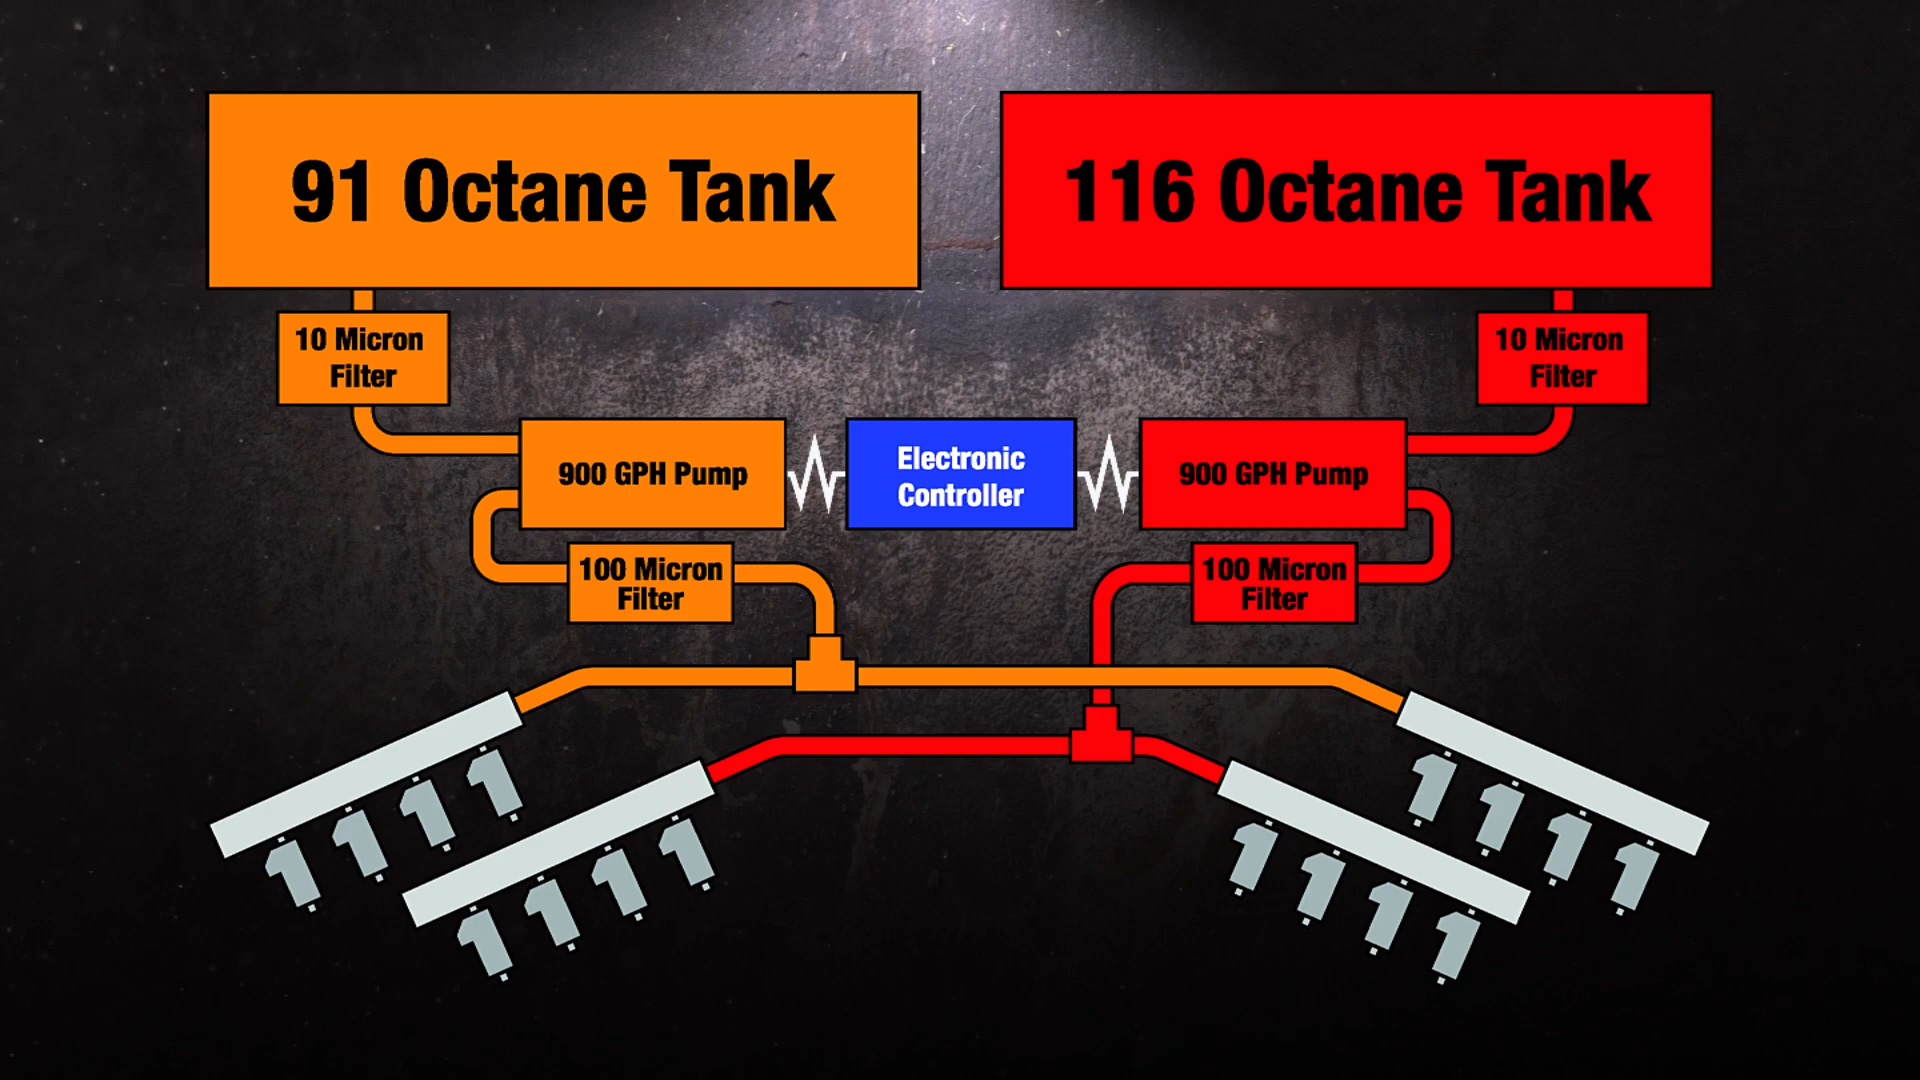 91 Octane Tank
116 Octane Tank
10 Micron
Filter
10 Micron
Filter
900 GPH Pump
Electronic
Controller
900 GPH Pump
100 Micron
Filter
100 Micron
Filter